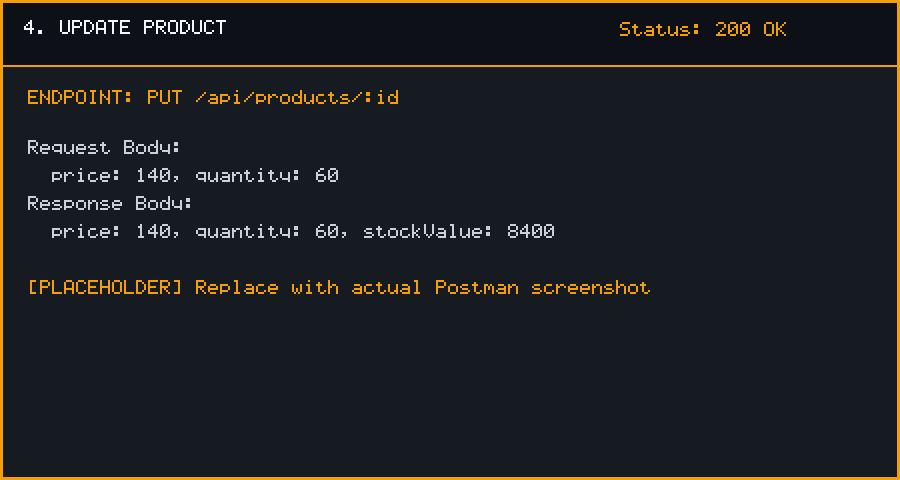 4. UPDATE PRODUCT
Status: 200 OK
ENDPOINT: PUT /api/products/:id
Request Body:
price: 140, quantity: 60
Response Body:
price: 140, quantity: 60, stockValue: 8400
[PLACEHOLDER] Replace with actual Postman screenshot